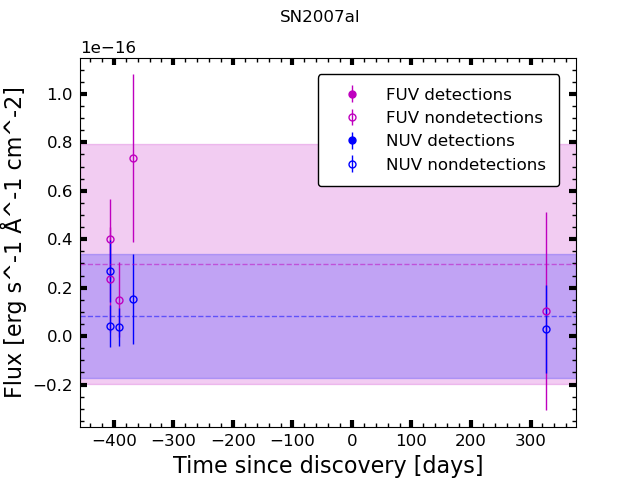 SN2007al
1e−16
FUV detections
FUV nondetections
NUV detections
NUV nondetections
1.0
0.8
0.6
0.4
0.2
0.0
−0.2
Flux [erg s^-1 Å^-1 cm^-2]
−400 −300 −200 −100 0 100 200 300
Time since discovery [days]